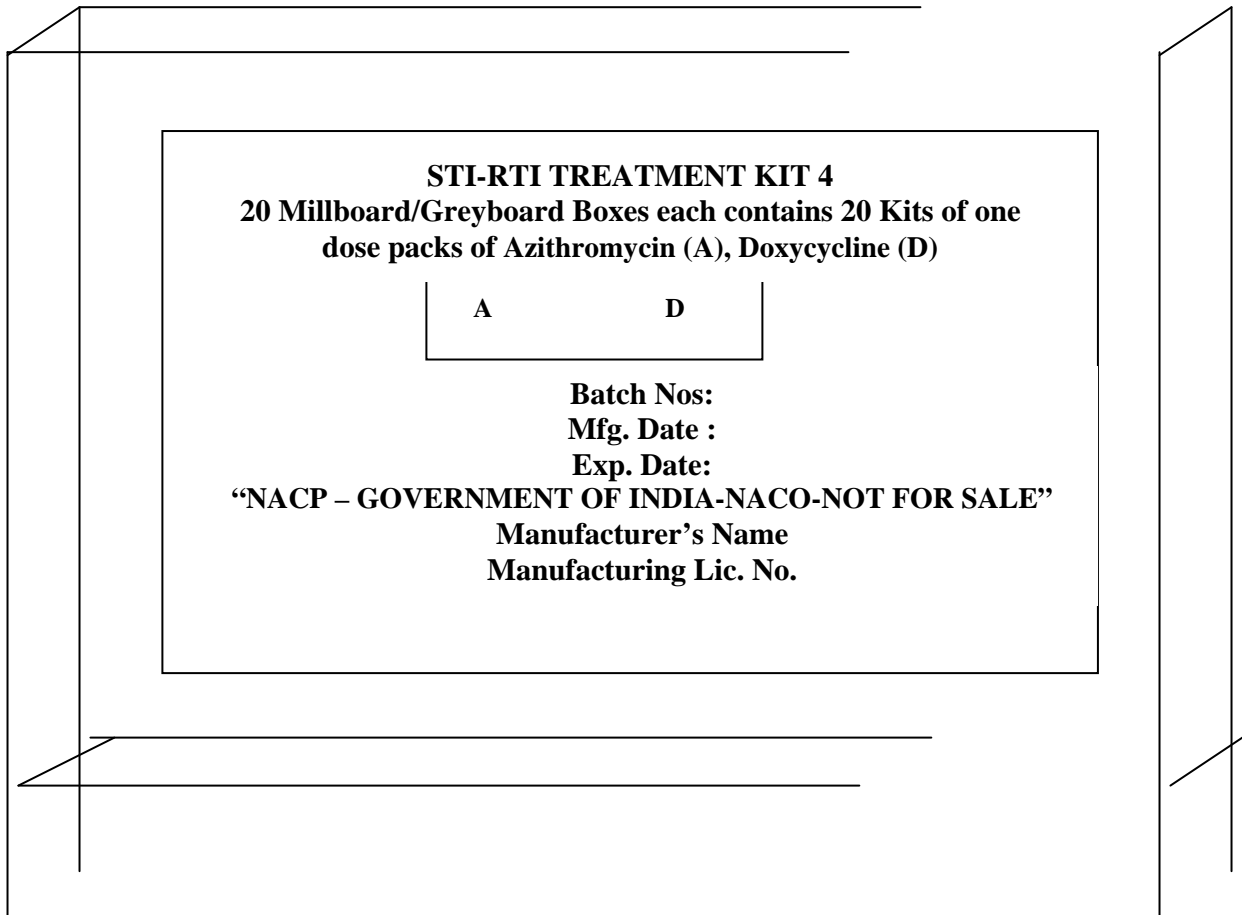 STI-RTI TREATMENT KIT 4
20 Millboard/Greyboard Boxes each contains 20 Kits of one
dose packs of Azithromycin (A), Doxycycline (D)
A D
Batch Nos:
Mfg. Date :
Exp. Date:
“NACP – GOVERNMENT OF INDIA-NACO-NOT FOR SALE”
Manufacturer’s Name
Manufacturing Lic. No.